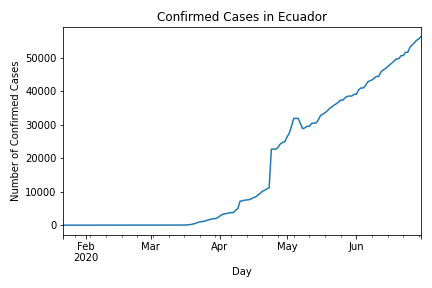 Confirmed Cases in Ecuador
Number of Confirmed Cases
50000
40000
30000
20000
10000
0
Feb
2020
Mar
Apr
May
Jun
Day